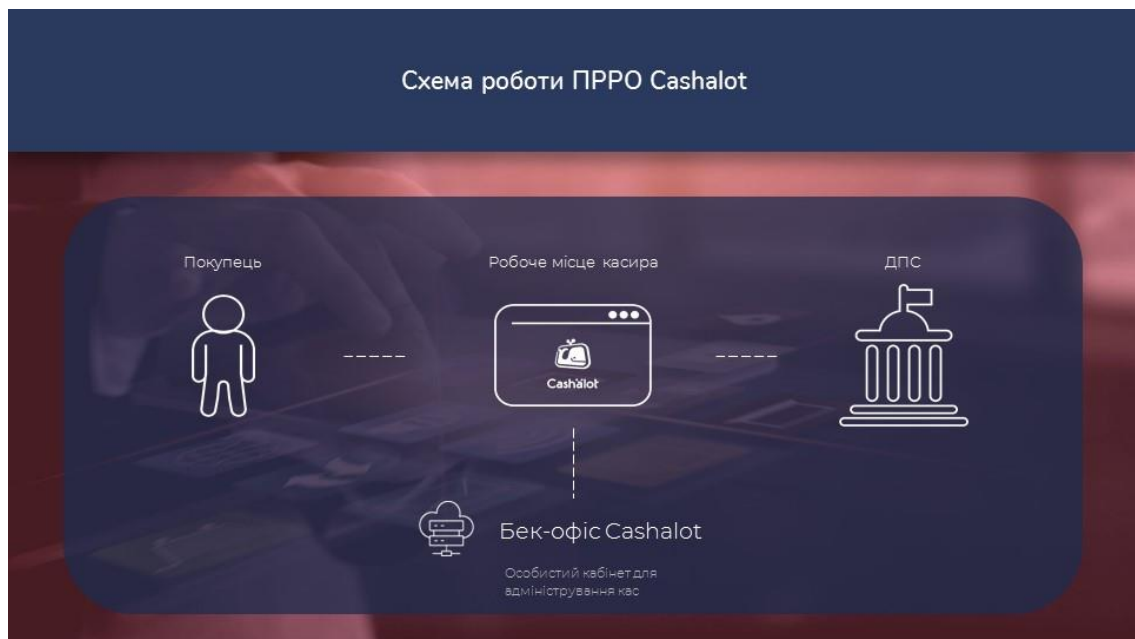 Схема роботи ПРРО Cashalot
Покупець
Робоче місце касира
ДПС
Cashalot
Бек-офіс Cashalot
Особистий кабінет для
адміністрування кас